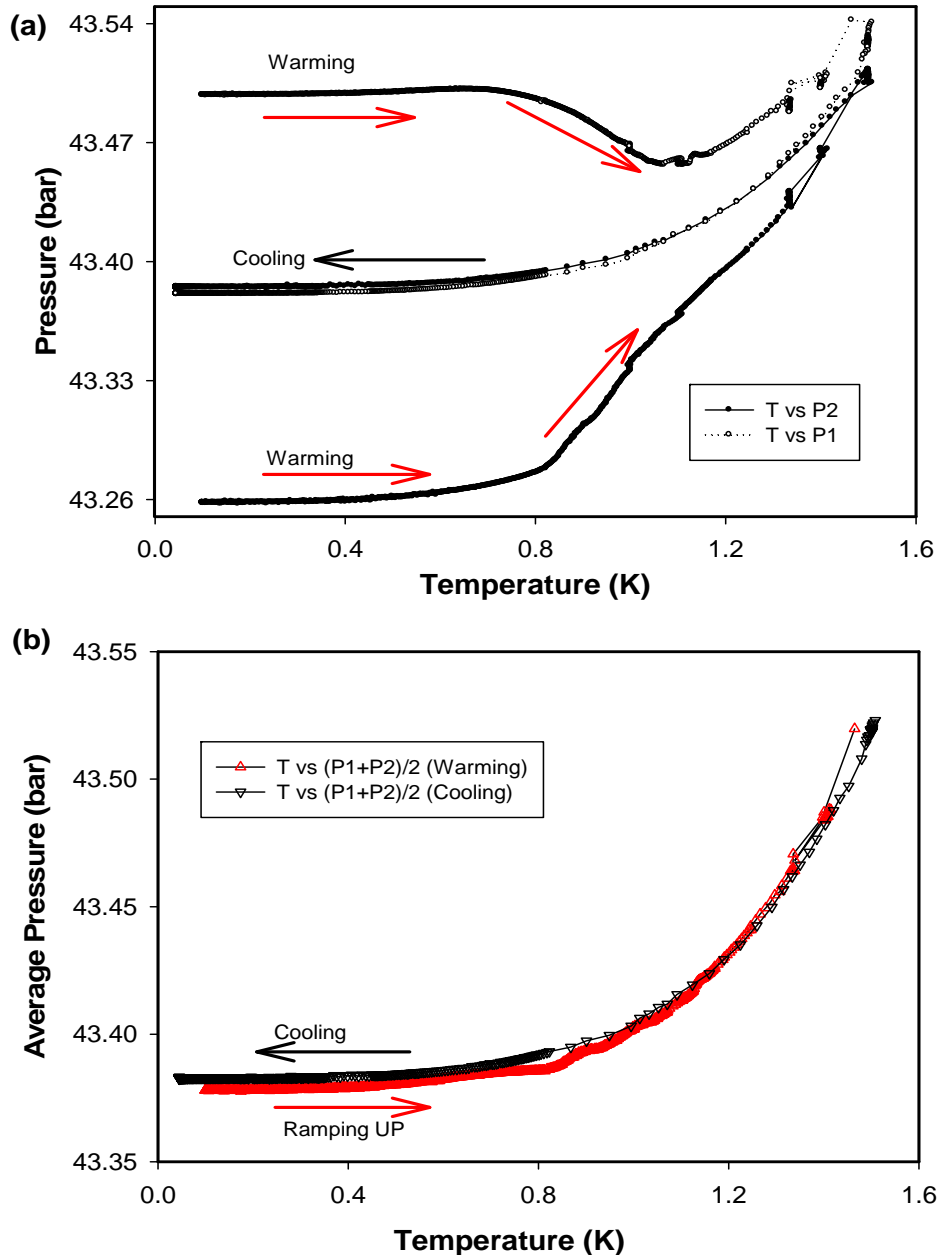 (a)
43.54
43.47
43.40
43.33
43.26
Pressure (bar)
Warming
Cooling
Warming
T vs P2
T vs P1
0.0 0.4 0.8 1.2 1.6
Temperature (K)
(b)
43.55
43.50
43.45
43.40
43.35
Average Pressure (bar)
T vs (P1+P2)/2 (Warming)
T vs (P1+P2)/2 (Cooling)
Cooling
Ramping UP
0.0 0.4 0.8 1.2 1.6
Temperature (K)